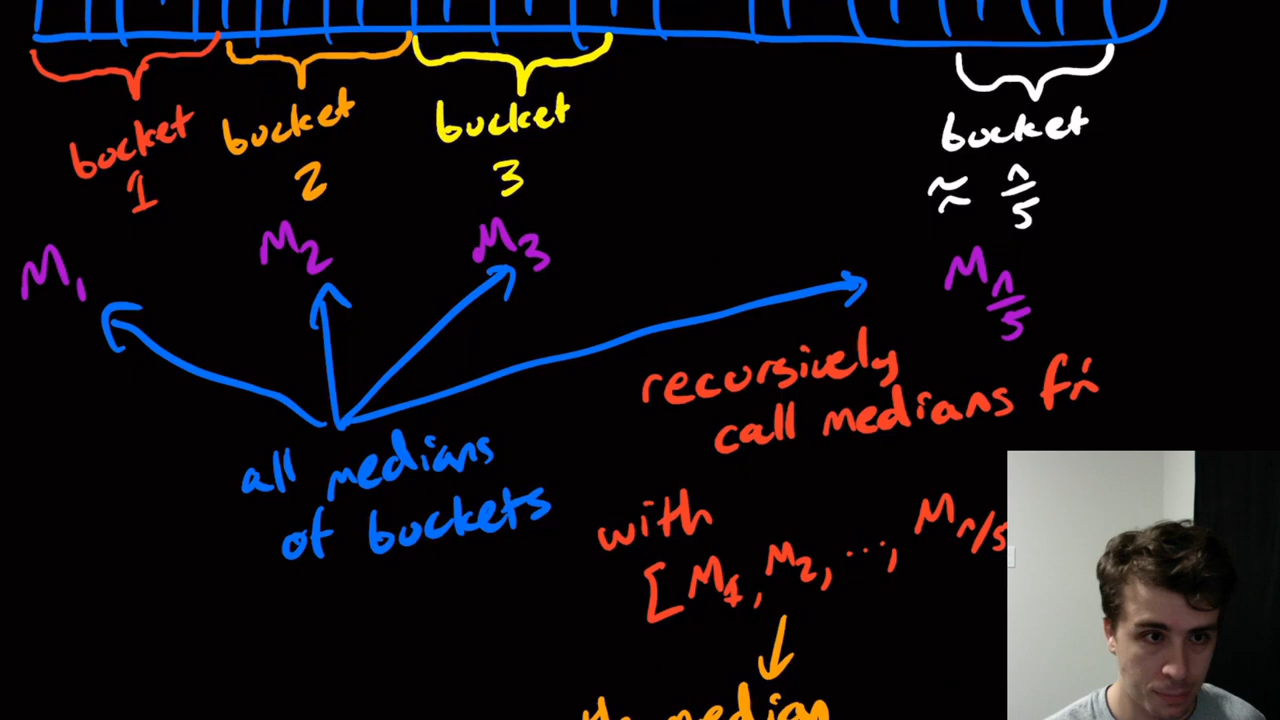 bucket 1
bucket 2
bucket 3
bucket ≈ n/5
M1
M2
M3
Mn/5
recursively
call medians fn
all medians
of buckets
with
[M1, M2, ..., Mn/5
median